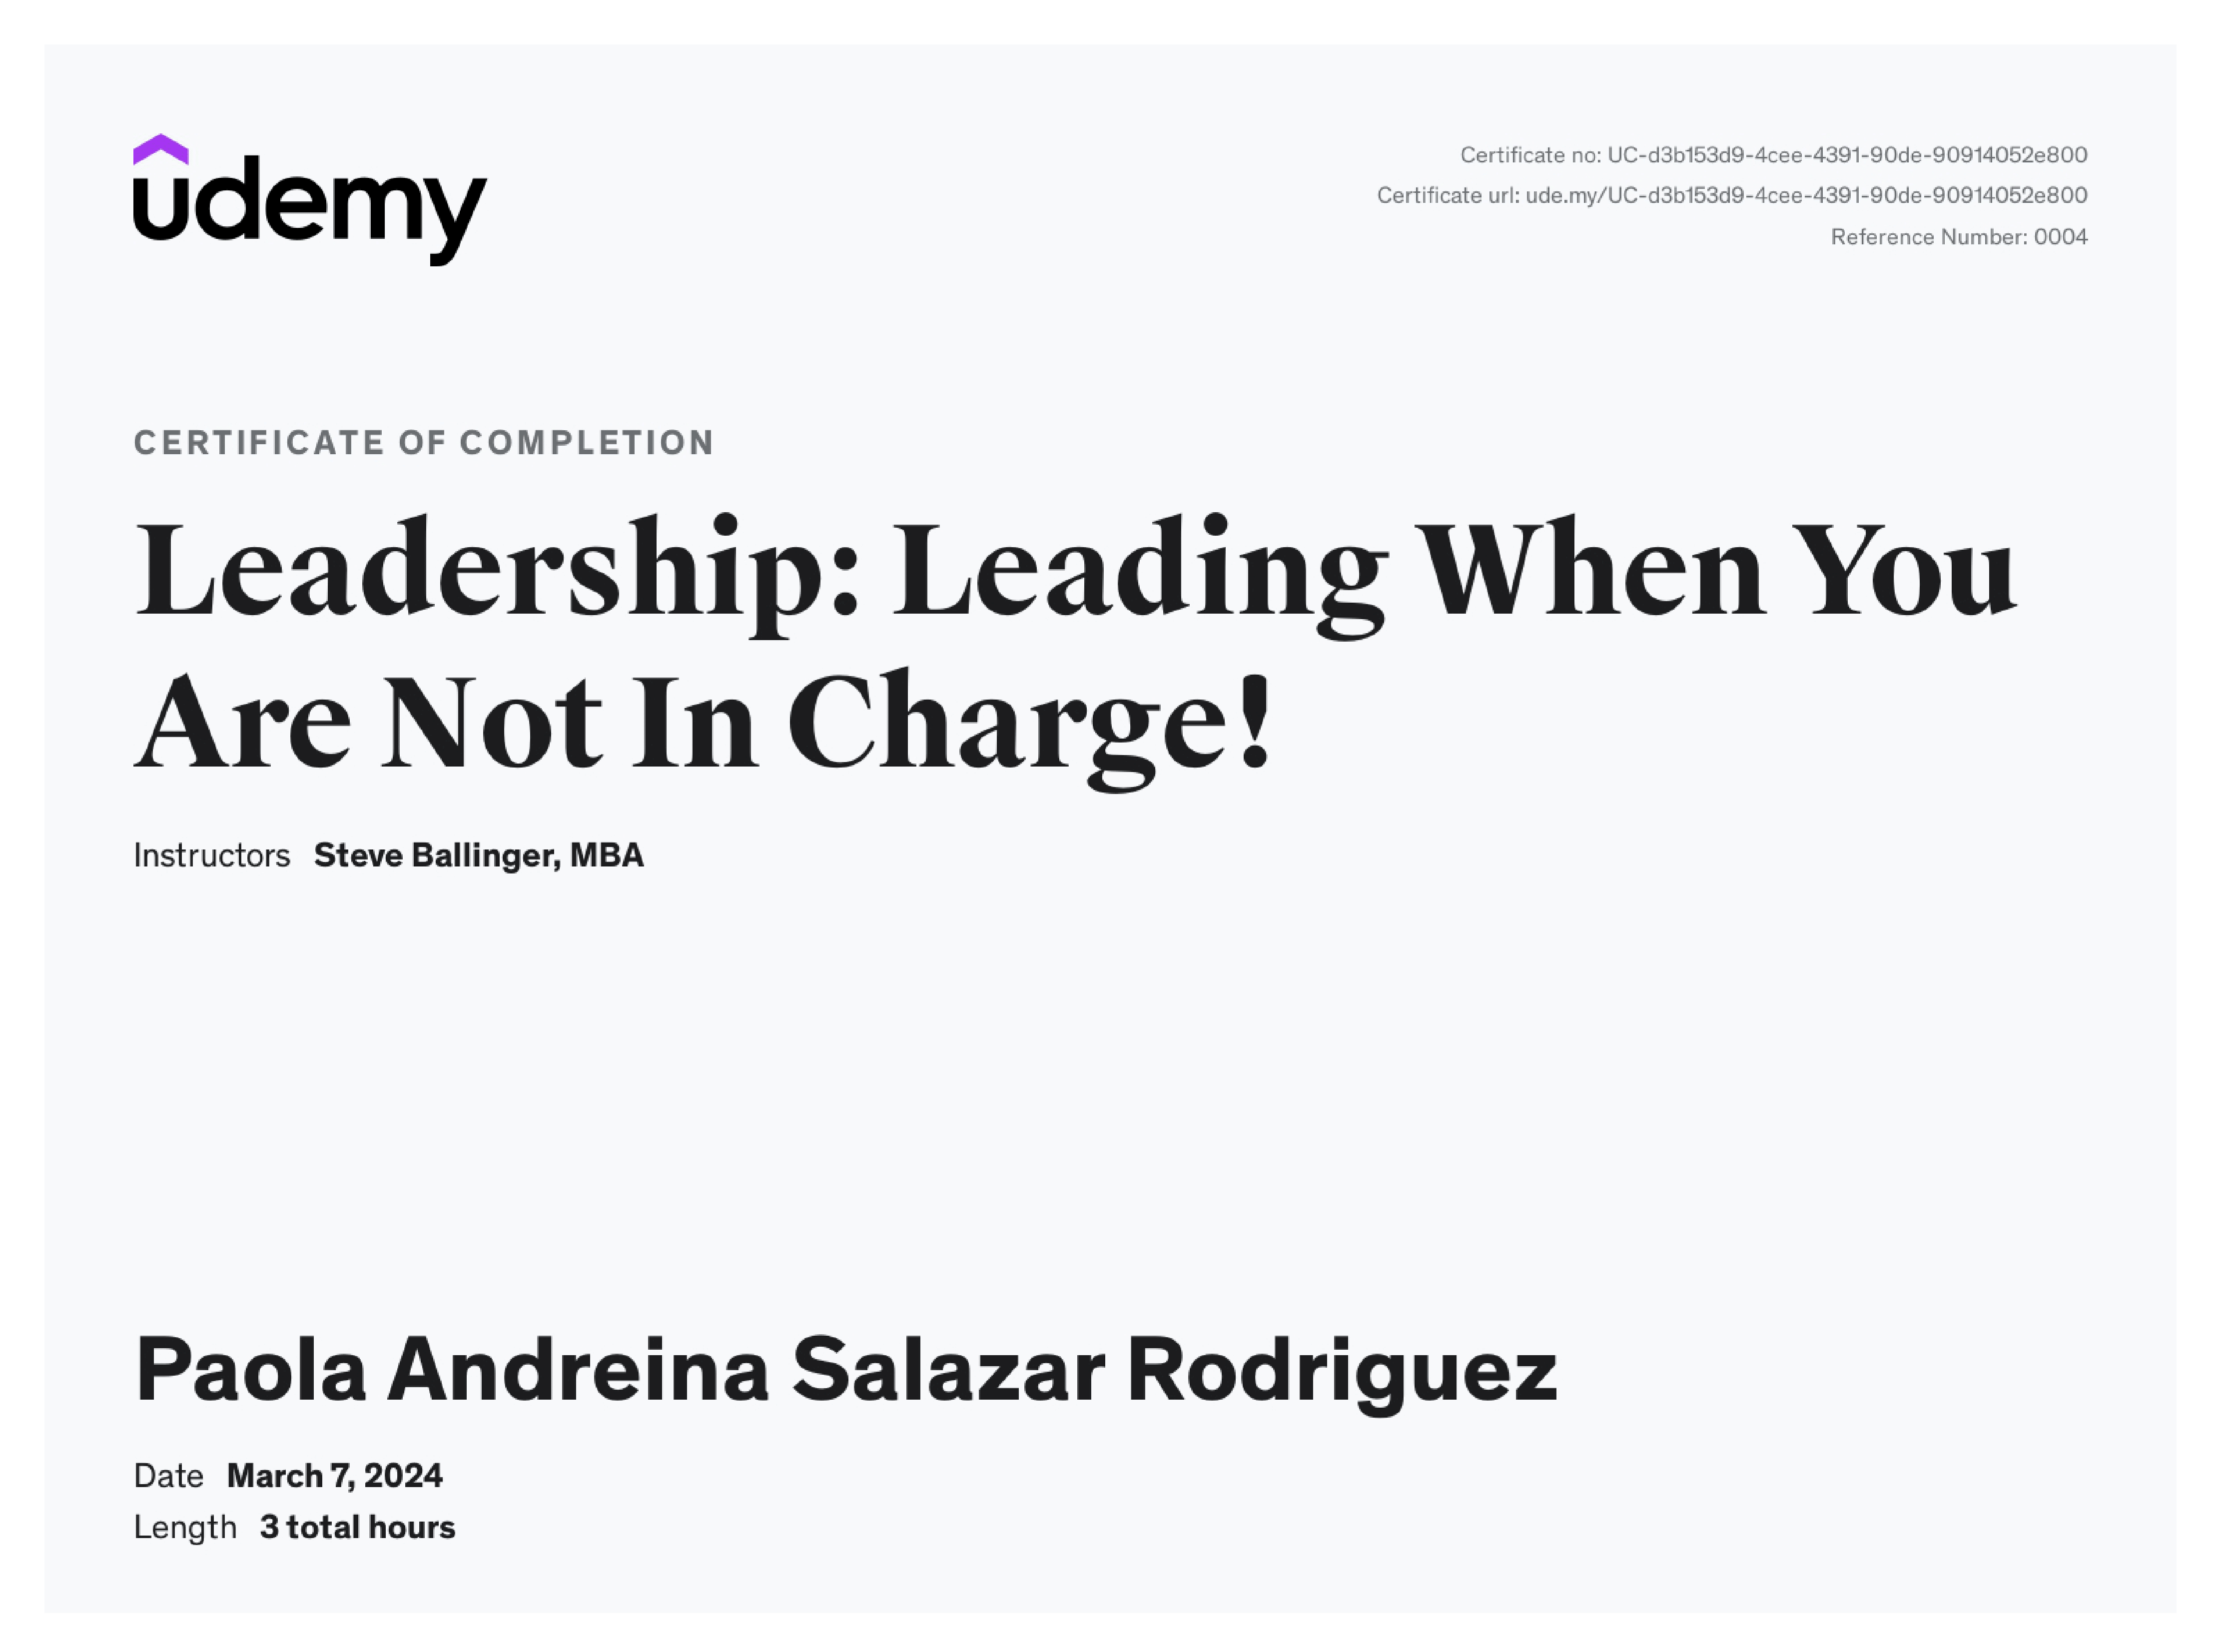 udemy
Certificate no: UC-d3b153d9-4cee-4391-90de-90914052e800
Certificate url: ude.my/UC-d3b153d9-4cee-4391-90de-90914052e800
Reference Number: 0004
CERTIFICATE OF COMPLETION
Leadership: Leading When You
Are Not In Charge!
Instructors Steve Ballinger, MBA
Paola Andreina Salazar Rodriguez
Date March 7, 2024
Length 3 total hours